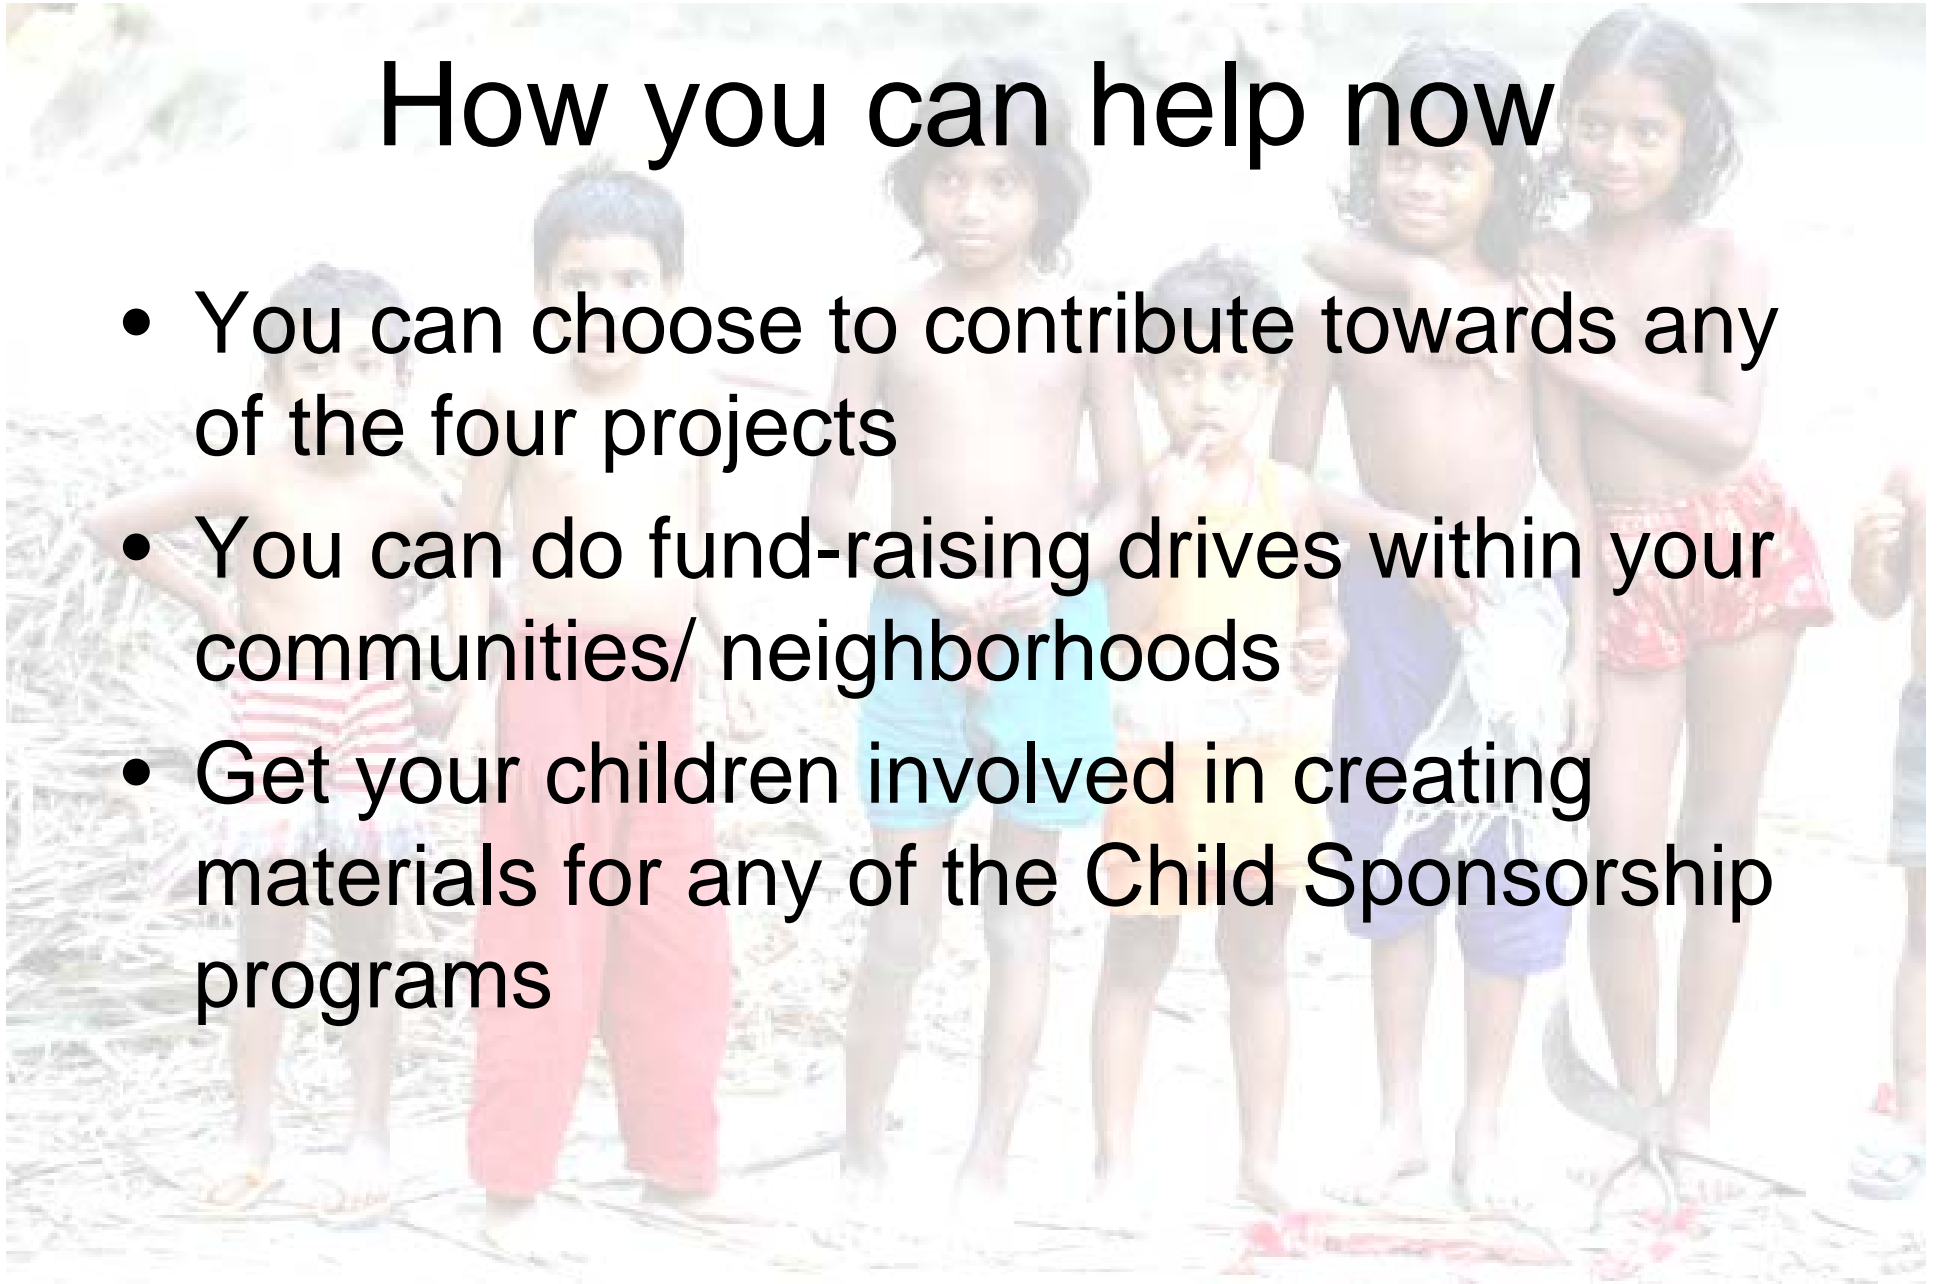 How you can help now
• You can choose to contribute towards any
of the four projects
• You can do fund-raising drives within your
communities/ neighborhoods
• Get your children involved in creating
materials for any of the Child Sponsorship
programs